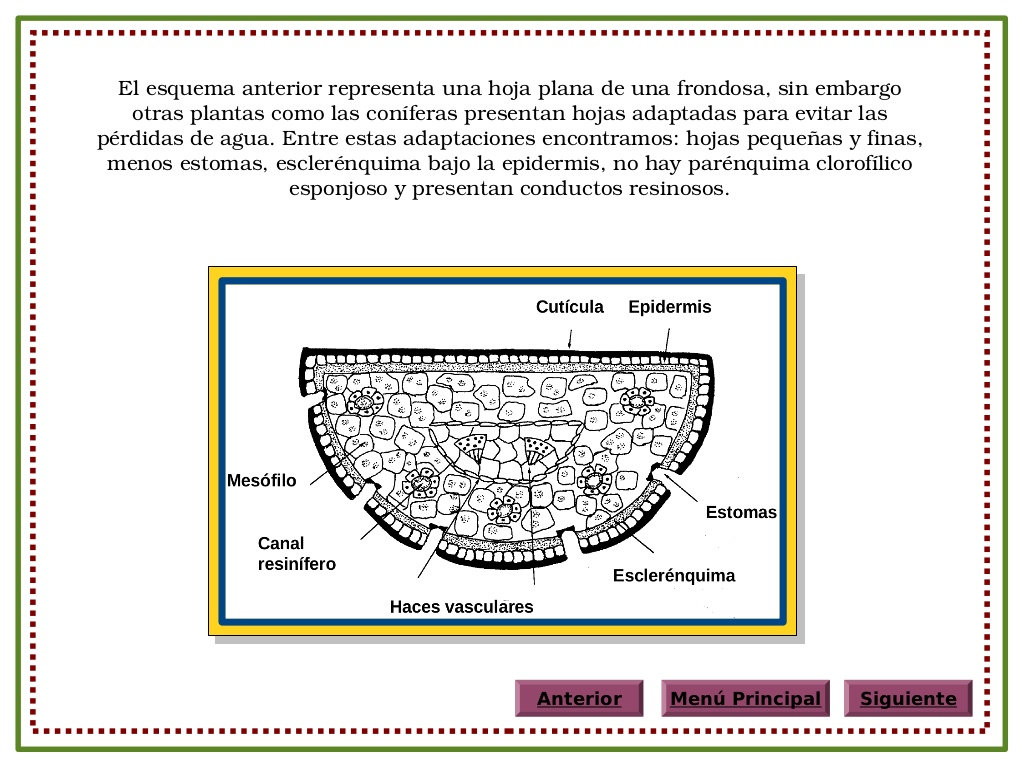 El esquema anterior representa una hoja plana de una frondosa, sin embargo
otras plantas como las coníferas presentan hojas adaptadas para evitar las
pérdidas de agua. Entre estas adaptaciones encontramos: hojas pequeñas y finas,
menos estomas, esclerénquima bajo la epidermis, no hay parénquima clorofílico
esponjoso y presentan conductos resinosos.
Cutícula Epidermis
Mesófilo
Estomas
Canal
resinífero
Esclerénquima
Haces vasculares
Anterior Menú Principal Siguiente